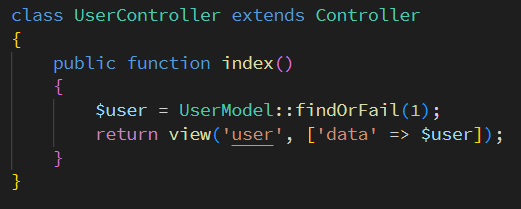 class UserController extends Controller
{
    public function index()
    {
        $user = UserModel::findOrFail(1);
        return view('user', ['data' => $user]);
    }
}